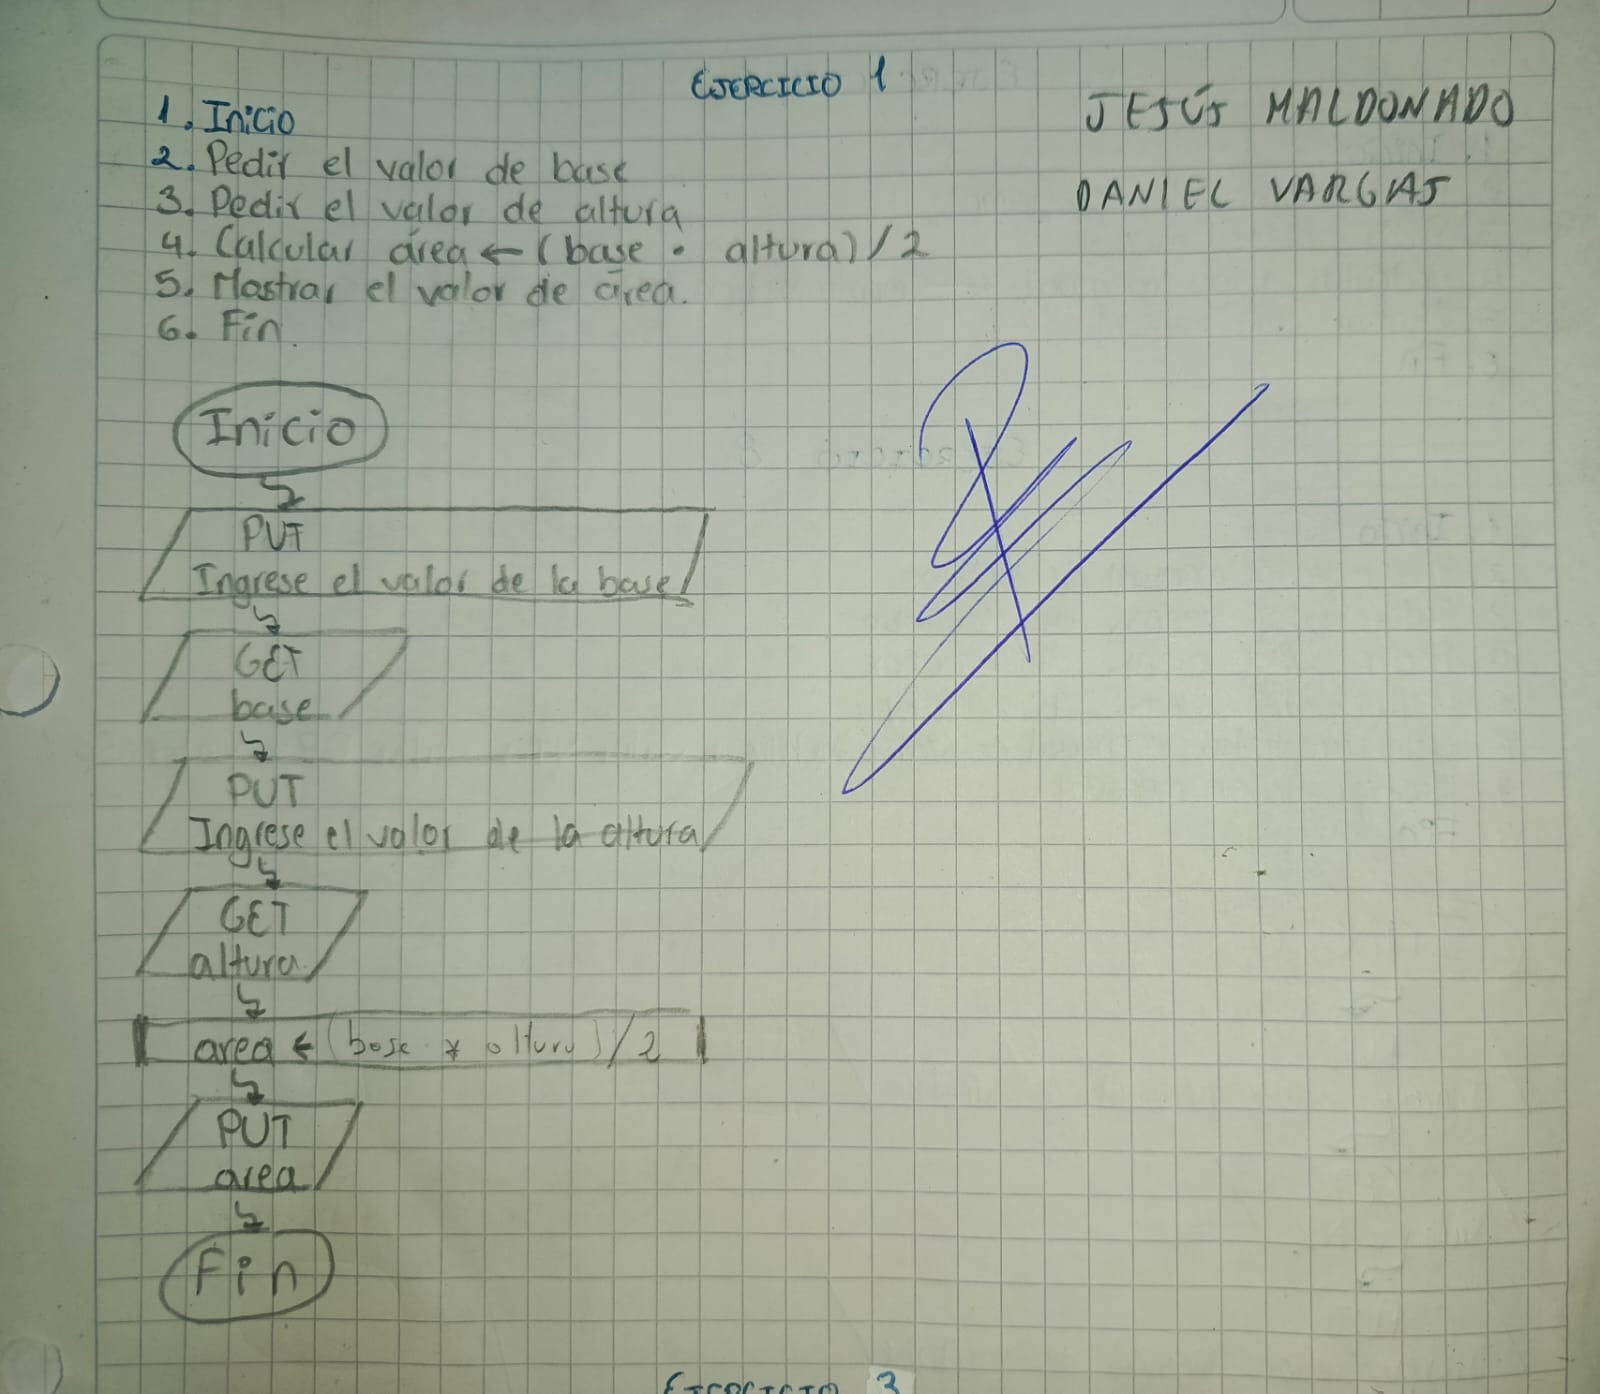 EJERCICIO 1
JESÚS MALDONADO
DANIEL VARGAS
1. Inicio
2. Pedir el valor de base
3. Pedir el valor de altura
4. Calcular área ← (base · altura) / 2
5. Mostrar el valor de área.
6. Fin.
Inicio
PUT
Ingrese el valor de la base
GET
base
PUT
Ingrese el valor de la altura
GET
altura
area ← (base * altura) / 2
PUT
area
Fin
EJERCICIO 3